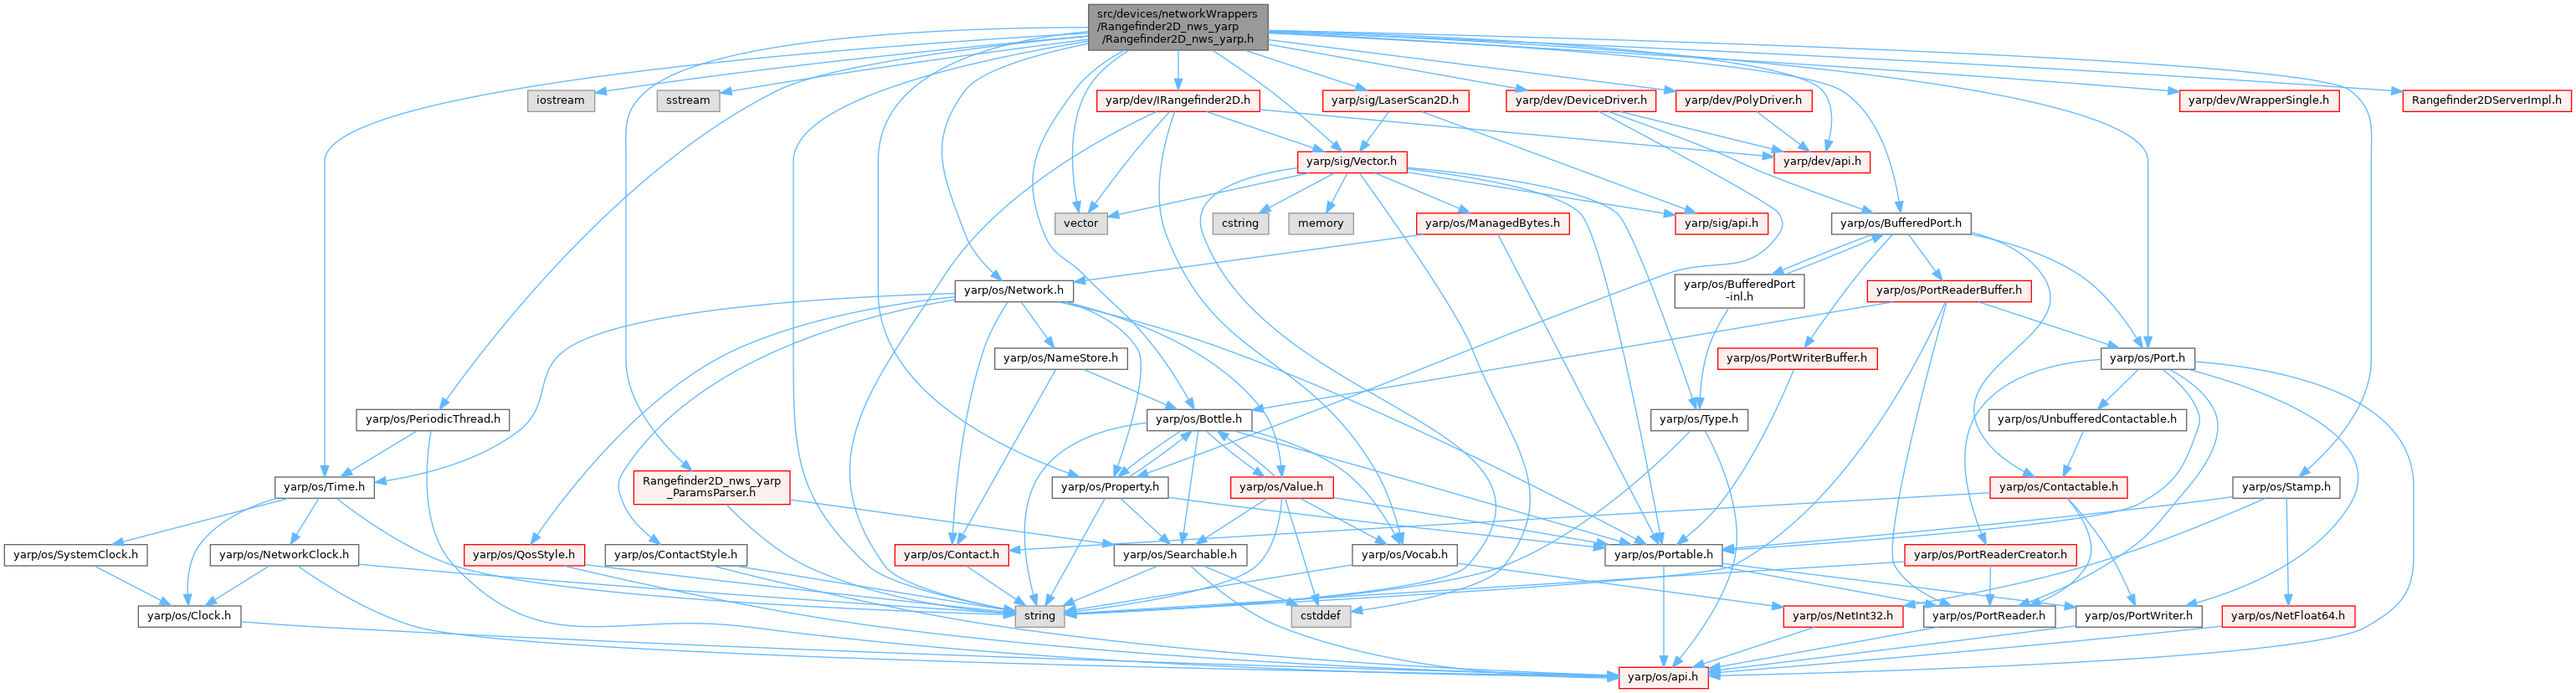 src/devices/networkWrappers
/Rangefinder2D_nws_yarp
/Rangefinder2D_nws_yarp.h
iostream
sstream
yarp/dev/IRangefinder2D.h
yarp/sig/LaserScan2D.h
yarp/dev/DeviceDriver.h
yarp/dev/PolyDriver.h
yarp/dev/WrapperSingle.h
Rangefinder2DServerImpl.h
yarp/sig/Vector.h
yarp/dev/api.h
vector
cstring
memory
yarp/os/ManagedBytes.h
yarp/sig/api.h
yarp/os/BufferedPort.h
yarp/os/Network.h
yarp/os/BufferedPort
-inl.h
yarp/os/PortReaderBuffer.h
yarp/os/NameStore.h
yarp/os/PortWriterBuffer.h
yarp/os/Port.h
yarp/os/PeriodicThread.h
yarp/os/Bottle.h
yarp/os/Type.h
yarp/os/UnbufferedContactable.h
yarp/os/Time.h
Rangefinder2D_nws_yarp
_ParamsParser.h
yarp/os/Property.h
yarp/os/Value.h
yarp/os/Contactable.h
yarp/os/Stamp.h
yarp/os/SystemClock.h
yarp/os/NetworkClock.h
yarp/os/QosStyle.h
yarp/os/ContactStyle.h
yarp/os/Contact.h
yarp/os/Searchable.h
yarp/os/Vocab.h
yarp/os/Portable.h
yarp/os/PortReaderCreator.h
yarp/os/Clock.h
string
cstddef
yarp/os/NetInt32.h
yarp/os/PortReader.h
yarp/os/PortWriter.h
yarp/os/NetFloat64.h
yarp/os/api.h